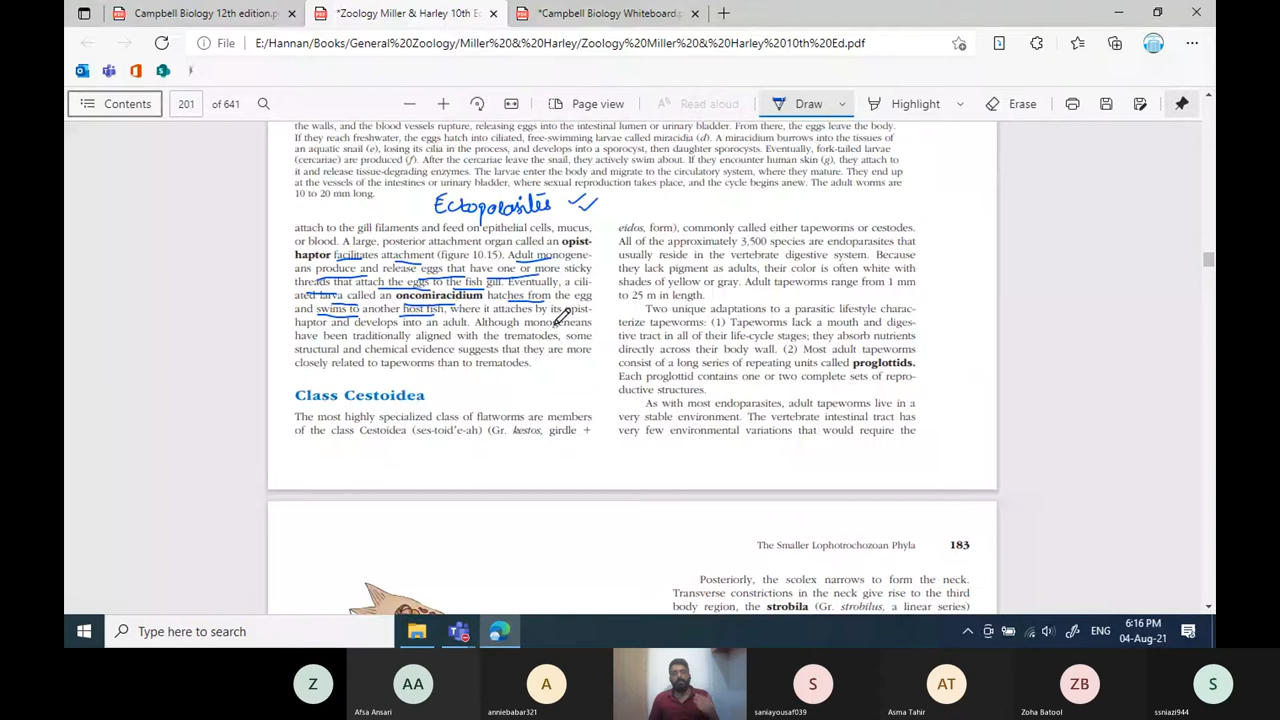 Campbell Biology 12th edition.p
*Zoology Miller & Harley 10th Ed
*Campbell Biology Whiteboard.p
File
E:/Hannan/Books/General%20Zoology/Miller%20&%20Harley/Zoology%20Miller%20&%20Harley%2010th%20Ed.pdf
Contents
201 of 641
Page view
Read aloud
Draw
Highlight
Erase
the walls, and the blood vessels rupture, releasing eggs into the intestinal lumen or urinary bladder. From there, the eggs leave the body.
If they reach freshwater, the eggs hatch into ciliated, free-swimming larvae called miracidia (d). A miracidium burrows into the tissues of
an aquatic snail (e), losing its cilia in the process, and develops into a sporocyst, then daughter sporocysts. Eventually, fork-tailed larvae
(cercariae) are produced (f). After the cercariae leave the snail, they actively swim about. If they encounter human skin (g), they attach to
it and release tissue-degrading enzymes. The larvae enter the body and migrate to the circulatory system, where they mature. They end up
at the vessels of the intestines or urinary bladder, where sexual reproduction takes place, and the cycle begins anew. The adult worms are
10 to 20 mm long.
Ectoparasites
attach to the gill filaments and feed on epithelial cells, mucus,
or blood. A large, posterior attachment organ called an opist-
haptor facilitates attachment (figure 10.15). Adult monogene-
ans produce and release eggs that have one or more sticky
threads that attach the eggs to the fish gill. Eventually, a cili-
ated larva called an oncomiracidium hatches from the egg
and swims to another host fish, where it attaches by its opist-
haptor and develops into an adult. Although monogeneans
have been traditionally aligned with the trematodes, some
structural and chemical evidence suggests that they are more
closely related to tapeworms than to trematodes.
Class Cestoidea
The most highly specialized class of flatworms are members
of the class Cestoidea (ses-toid'e-ah) (Gr. kestos, girdle +
eidos, form), commonly called either tapeworms or cestodes.
All of the approximately 3,500 species are endoparasites that
usually reside in the vertebrate digestive system. Because
they lack pigment as adults, their color is often white with
shades of yellow or gray. Adult tapeworms range from 1 mm
to 25 m in length.
Two unique adaptations to a parasitic lifestyle charac-
terize tapeworms: (1) Tapeworms lack a mouth and diges-
tive tract in all of their life-cycle stages; they absorb nutrients
directly across their body wall. (2) Most adult tapeworms
consist of a long series of repeating units called proglottids.
Each proglottid contains one or two complete sets of repro-
ductive structures.
As with most endoparasites, adult tapeworms live in a
very stable environment. The vertebrate intestinal tract has
very few environmental variations that would require the
The Smaller Lophotrochozoan Phyla 183
Posteriorly, the scolex narrows to form the neck.
Transverse constrictions in the neck give rise to the third
body region, the strobila (Gr. strobilus, a linear series)
Type here to search
ENG
6:16 PM
04-Aug-21
Z
AA
A
S
AT
ZB
S
Afsa Ansari
anniebabar321
saniayousaf039
Asma Tahir
Zoha Batool
ssniazi944